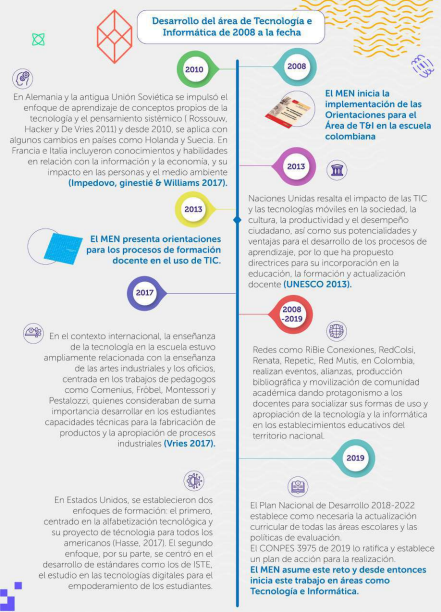 Desarrollo del área de Tecnología e
Informática de 2008 a la fecha
2010
2008
En Alemania y la antigua Unión Soviética se impulsó el
enfoque de aprendizaje de conceptos propios de la
tecnología y el pensamiento sistémico ( Rossouw,
Hacker y De Vries 2011) y desde 2010, se aplica con
algunos cambios en países como Holanda y Suecia. En
Francia e Italia incluyeron conocimientos y habilidades
en relación con la información y la economía, y su
impacto en las personas y el medio ambiente
(Impedovo, ginestié & Williams 2017).
El MEN inicia la
implementación de las
Orientaciones para el
Área de T&I en la escuela
colombiana
2013
Naciones Unidas resalta el impacto de las TIC
y las tecnologías móviles en la sociedad, la
cultura, la productividad y el desempeño
ciudadano, así como sus potencialidades y
ventajas para el desarrollo de los procesos de
aprendizaje, por lo que ha propuesto
directrices para su incorporación en la
educación, la formación y actualización
docente (UNESCO 2013).
2013
El MEN presenta orientaciones
para los procesos de formación
docente en el uso de TIC.
2017
En el contexto internacional, la enseñanza
de la tecnología en la escuela estuvo
ampliamente relacionada con la enseñanza
de las artes industriales y los oficios,
centrada en los trabajos de pedagogos
como Comenius, Fröbel, Montessori y
Pestalozzi, quienes consideraban de suma
importancia desarrollar en los estudiantes
capacidades técnicas para la fabricación de
productos y la apropiación de procesos
industriales (Vries 2017).
2008
-2019
Redes como RiBie Conexiones, RedColsi,
Renata, Repetic, Red Mutis, en Colombia,
realizan eventos, alianzas, producción
bibliográfica y movilización de comunidad
académica dando protagonismo a los
docentes para socializar sus formas de uso y
apropiación de la tecnología y la informática
en los establecimientos educativos del
territorio nacional.
2019
En Estados Unidos, se establecieron dos
enfoques de formación: el primero,
centrado en la alfabetización tecnológica y
su proyecto de técnologia para todos los
americanos (Hasse, 2017). El segundo
enfoque, por su parte, se centró en el
desarrollo de estándares como los de ISTE,
el estudio en las tecnologías digitales para el
empoderamiento de los estudiantes.
El Plan Nacional de Desarrollo 2018-2022
establece como necesaria la actualización
curricular de todas las áreas escolares y las
políticas de evaluación.
El CONPES 3975 de 2019 lo ratifica y establece
un plan de acción para la realización.
El MEN asume este reto y desde entonces
inicia este trabajo en áreas como
Tecnología e Informática.